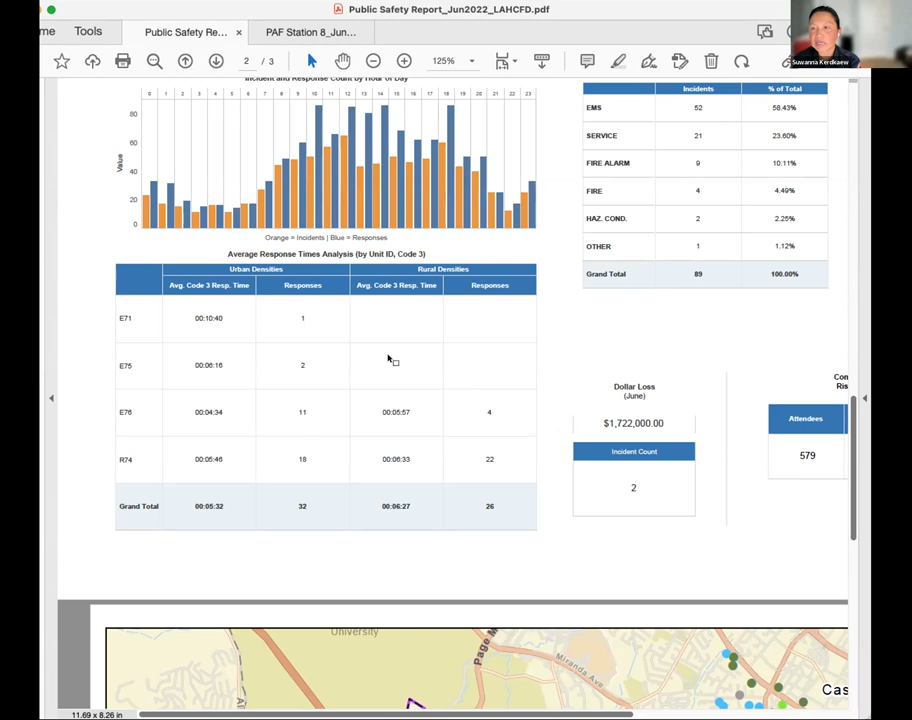 Public Safety Report_Jun2022_LAHCFD.pdf
me Tools Public Safety Re... × PAF Station 8_Jun...
2 / 3 125%
Suwanna Kerdkaew
Incident and Response Count by Hour of Day
0 1 2 3 4 5 6 7 8 9 10 11 12 13 14 15 16 17 18 19 20 21 22 23
Value
80
60
40
20
0
Orange = Incidents | Blue = Responses
Incidents % of Total
EMS 52 58.43%
SERVICE 21 23.60%
FIRE ALARM 9 10.11%
FIRE 4 4.49%
HAZ. COND. 2 2.25%
OTHER 1 1.12%
Grand Total 89 100.00%
Average Response Times Analysis (by Unit ID, Code 3)
Urban Densities Rural Densities
Avg. Code 3 Resp. Time Responses Avg. Code 3 Resp. Time Responses
E71 00:10:40 1
E75 00:06:16 2
E76 00:04:34 11 00:05:57 4
R74 00:05:46 18 00:06:33 22
Grand Total 00:05:32 32 00:06:27 26
Dollar Loss
(June)
$1,722,000.00
Incident Count
2
Com
Ris
Attendees
579
University
Page M
Miranda Ave
Cas
11.69 x 8.26 in